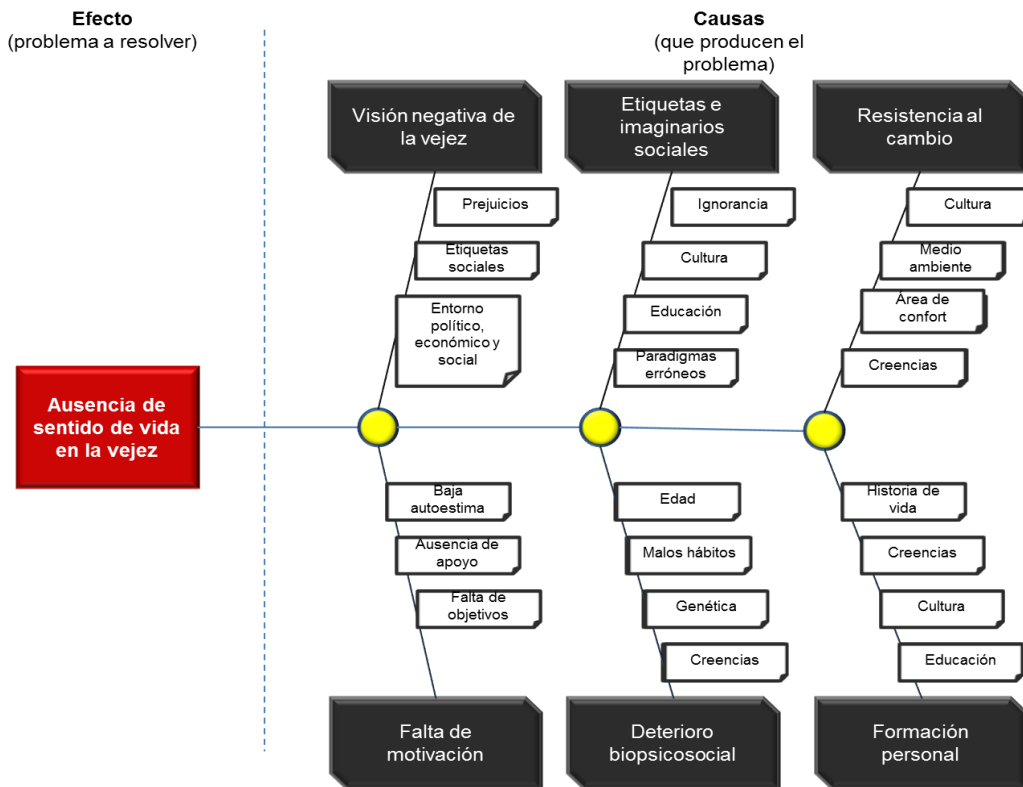 Efecto
(problema a resolver)
Causas
(que producen el
problema)
Visión negativa de
la vejez
Etiquetas e
imaginarios
sociales
Resistencia al
cambio
Prejuicios
Etiquetas
sociales
Entorno
político,
económico y
social
Ignorancia
Cultura
Educación
Paradigmas
erróneos
Cultura
Medio
ambiente
Área de
confort
Creencias
Ausencia de
sentido de vida
en la vejez
Baja
autoestima
Ausencia de
apoyo
Falta de
objetivos
Edad
Malos hábitos
Genética
Creencias
Historia de
vida
Creencias
Cultura
Educación
Falta de
motivación
Deterioro
biopsicosocial
Formación
personal